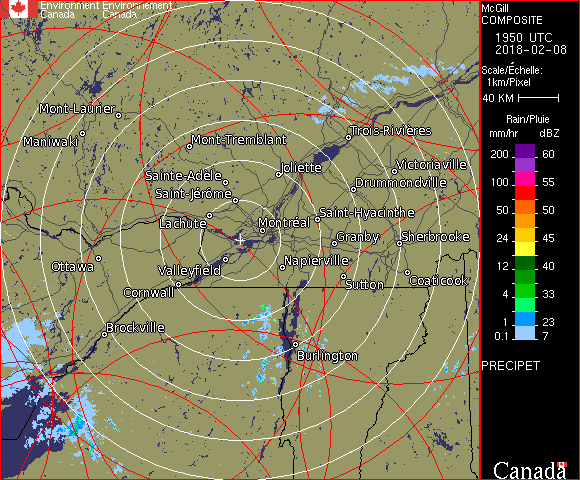 Environment Environnement
Canada Canada
McGill
COMPOSITE
1950 UTC
2018-02-08
Scale/Échelle:
1km/Pixel
40 KM
Rain/Pluie
mm/hr dBZ
200 60
100 55
50 50
24 45
12 40
4 33
1 23
0.1 7
PRECIPET
Canada
Mont-Laurier
Maniwaki
Mont-Tremblant
Trois-Rivières
Sainte-Adèle
Joliette
Victoriaville
Saint-Jérôme
Drummondville
Lachute
Montréal
Saint-Hyacinthe
Granby
Sherbrooke
Ottawa
Valleyfield
Napierville
Cornwall
Sutton
Coaticook
Brockville
Burlington